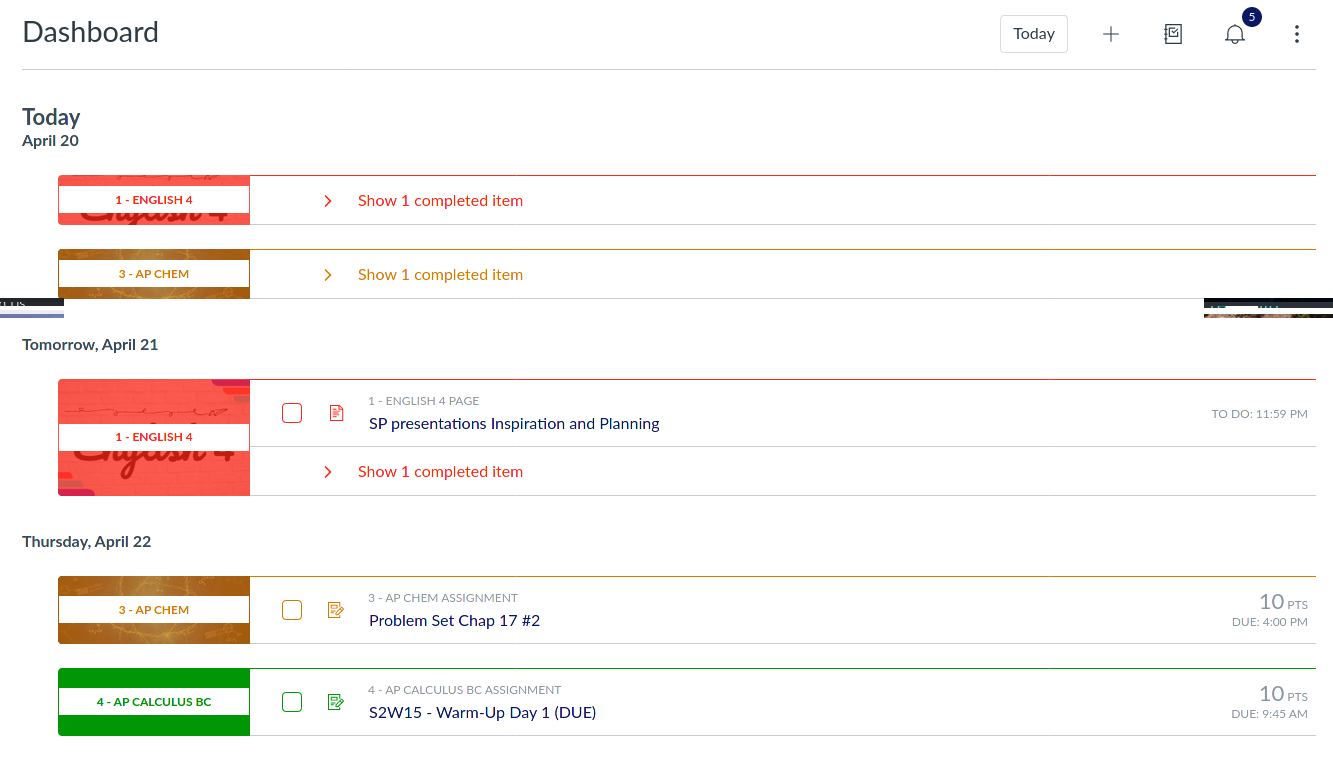 Dashboard
Today
5
Today
April 20
1 - ENGLISH 4
Show 1 completed item
English 4
3 - AP CHEM
Show 1 completed item
Tomorrow, April 21
1 - ENGLISH 4
English 4
1 - ENGLISH 4 PAGE
SP presentations Inspiration and Planning
TO DO: 11:59 PM
Show 1 completed item
Thursday, April 22
3 - AP CHEM
3 - AP CHEM ASSIGNMENT
Problem Set Chap 17 #2
10 PTS
DUE: 4:00 PM
4 - AP CALCULUS BC
4 - AP CALCULUS BC ASSIGNMENT
S2W15 - Warm-Up Day 1 (DUE)
10 PTS
DUE: 9:45 AM